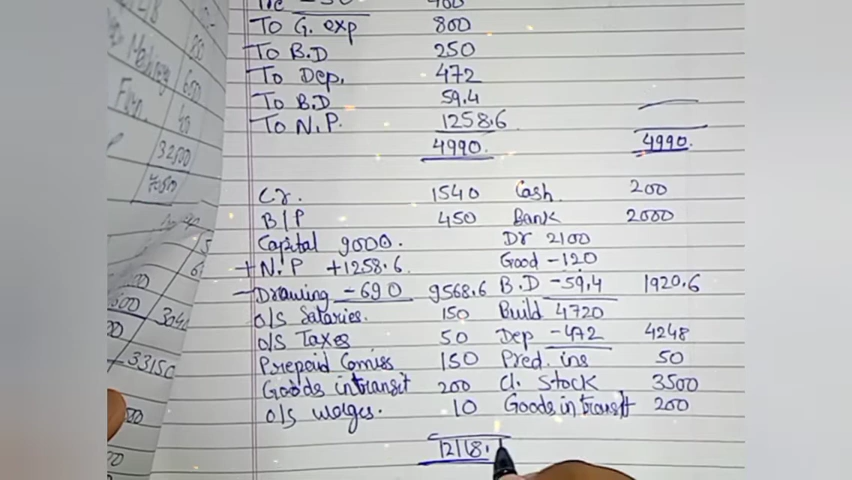 400
To G. exp 800
To B.D 250
To Dep. 472
To B.D 59.4
To N.P. 1258.6
4990. 4990.
Cr. 1540 Cash 200
B/P 450 Bank 2000
Capital 9000. Dr 2100
+ N.P +1258.6. Good -120
- Drawing -690 9568.6 B.D -59.4 1920.6
O/S Salaries. 150 Build 4720
O/S Taxes 50 Dep -472 4248
Prepaid Comiss 150 Pred. ins 50
Goods intransit 200 Cl. Stock 3500
O/S wages. 10 Goods in transit 200
12118.
33150